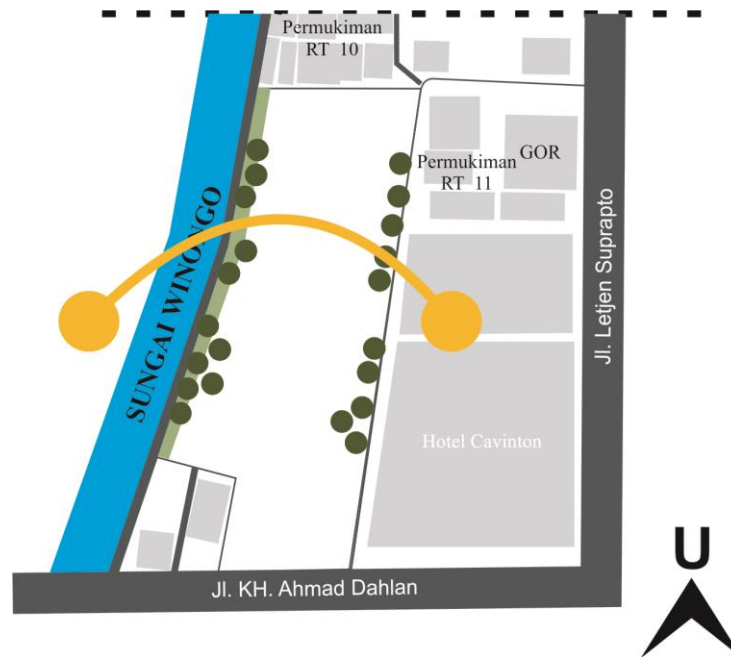 Permukiman
RT 10
GOR
Permukiman
RT 11
SUNGAI WINONGO
Jl. Letjen Suprapto
Hotel Cavinton
Jl. KH. Ahmad Dahlan
U